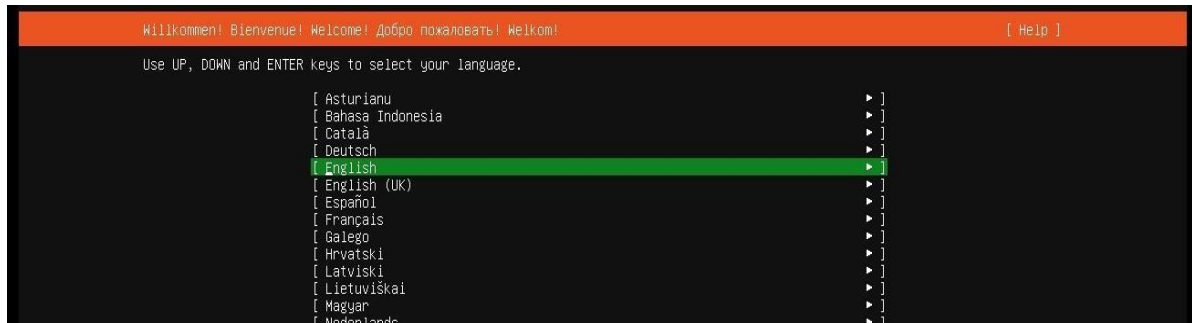 Willkommen! Bienvenue! Welcome! Добро пожаловать! Welkom! [ Help ]
Use UP, DOWN and ENTER keys to select your language.
[ Asturianu ▸ ]
[ Bahasa Indonesia ▸ ]
[ Català ▸ ]
[ Deutsch ▸ ]
[ English ▸ ]
[ English (UK) ▸ ]
[ Español ▸ ]
[ Français ▸ ]
[ Galego ▸ ]
[ Hrvatski ▸ ]
[ Latviski ▸ ]
[ Lietuviškai ▸ ]
[ Magyar ▸ ]
[ Nederlands ▸ ]